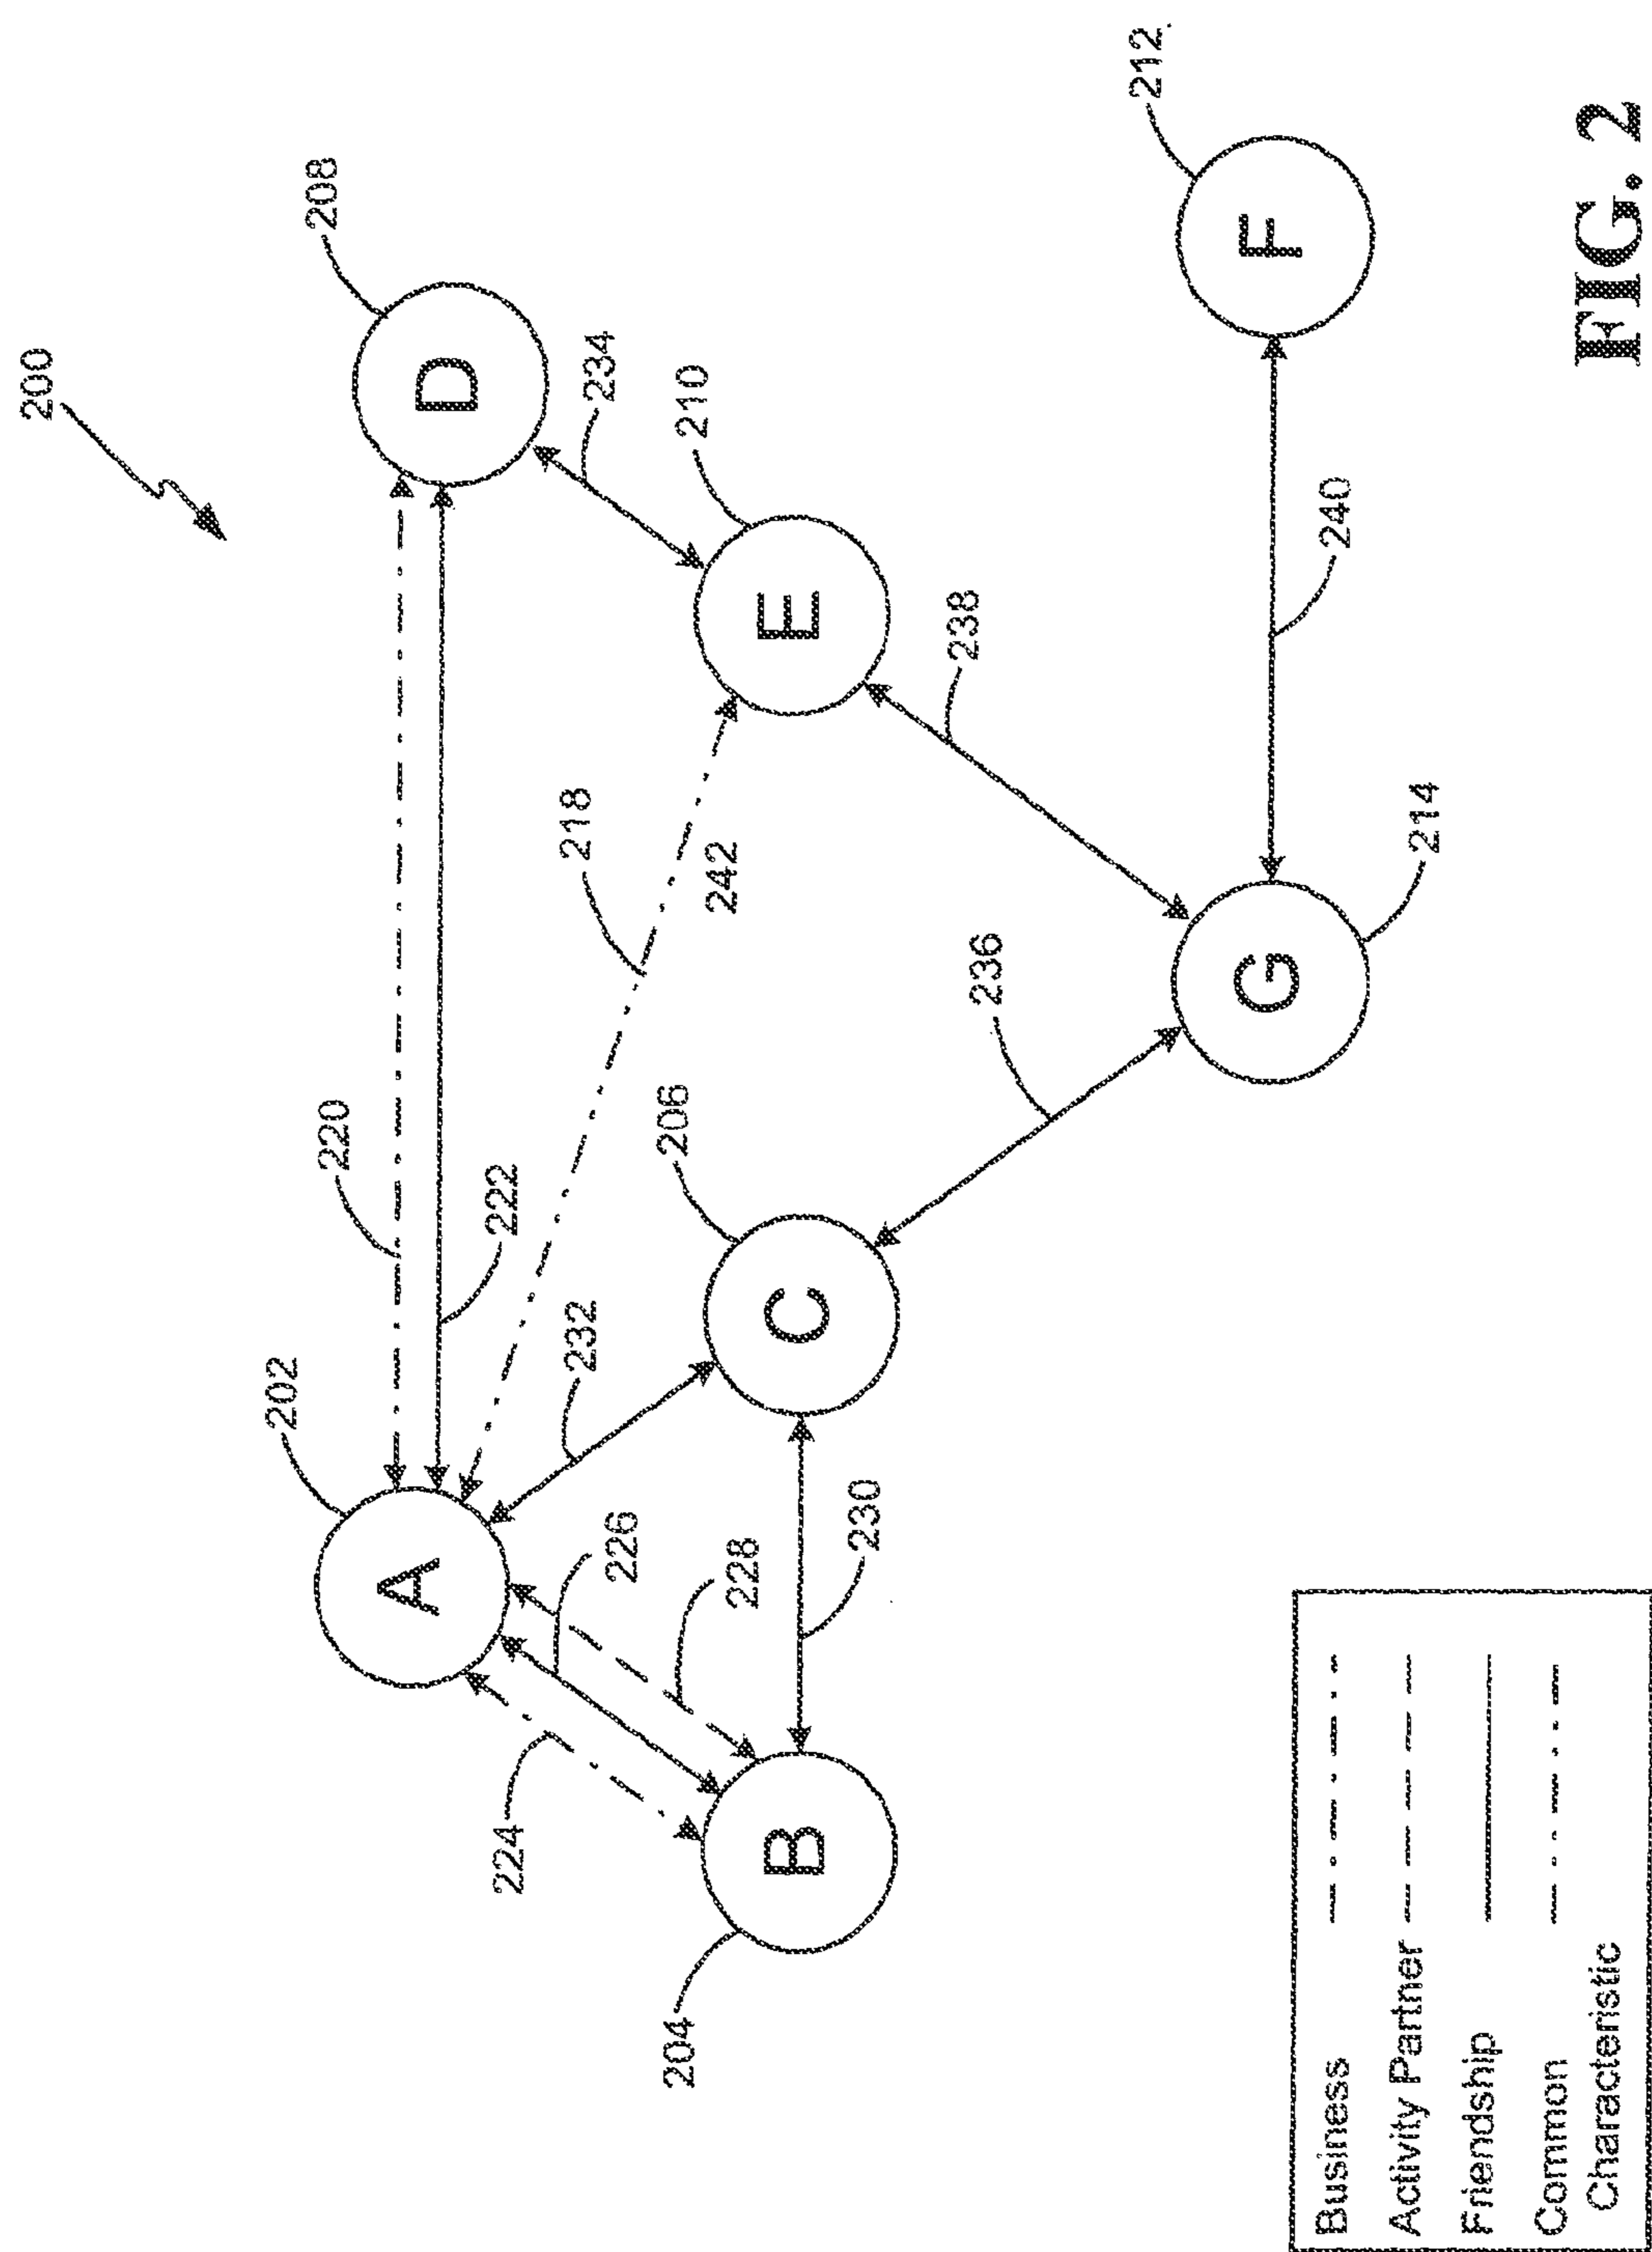 200
202
220
222
208
D
A
218
234
232
226
224
242
210
E
206
C
228
B
204
230
238
236
212
F
G
240
214
Business
Activity Partner
Friendship
Common
Characteristic
FIG. 2